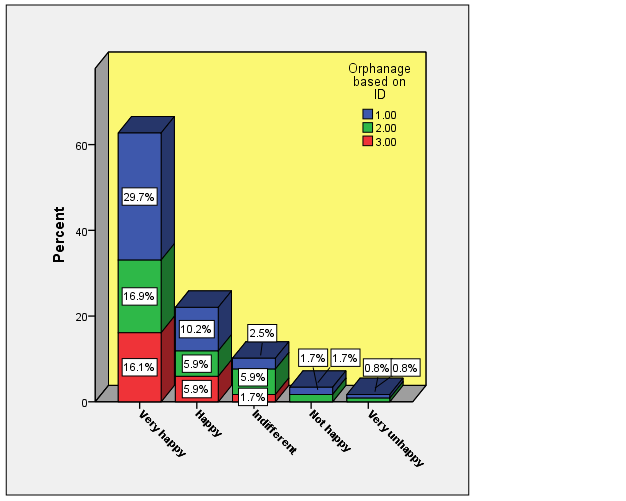 Orphanage
based on
ID
1.00
2.00
3.00
Percent
60
40
20
0
29.7%
16.9%
16.1%
10.2%
5.9%
5.9%
2.5%
5.9%
1.7%
1.7%
1.7%
0.8%
0.8%
Very happy
Happy
Indifferent
Not happy
Very unhappy